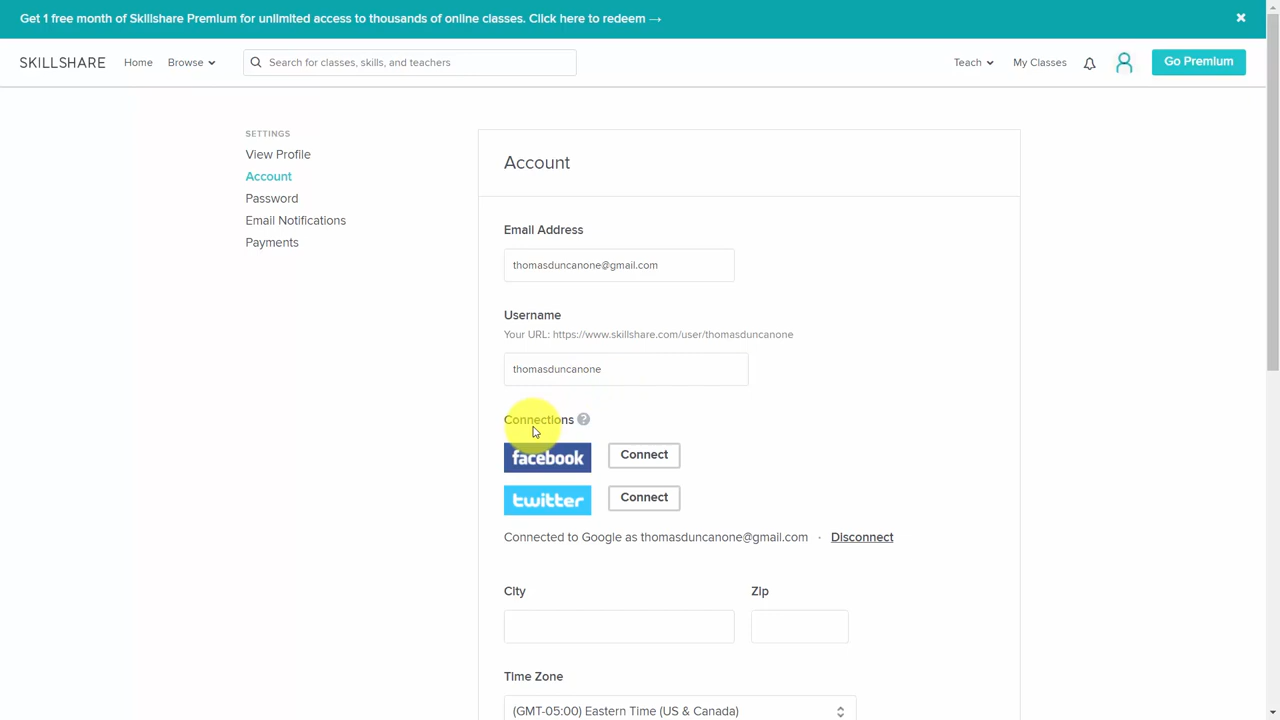 Get 1 free month of Skillshare Premium for unlimited access to thousands of online classes. Click here to redeem →
SKILLSHARE Home Browse Search for classes, skills, and teachers Teach My Classes Go Premium
SETTINGS
View Profile
Account
Password
Email Notifications
Payments
Account
Email Address
thomasduncanone@gmail.com
Username
Your URL: https://www.skillshare.com/user/thomasduncanone
thomasduncanone
Connections ?
facebook Connect
twitter Connect
Connected to Google as thomasduncanone@gmail.com · Disconnect
City Zip
Time Zone
(GMT-05:00) Eastern Time (US & Canada)